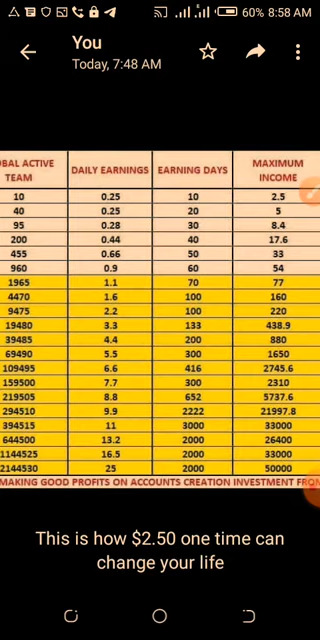 60% 8:58 AM
You
Today, 7:48 AM
BAL ACTIVE TEAM DAILY EARNINGS EARNING DAYS MAXIMUM INCOME
10 0.25 10 2.5
40 0.25 20 5
95 0.28 30 8.4
200 0.44 40 17.6
455 0.66 50 33
960 0.9 60 54
1965 1.1 70 77
4470 1.6 100 160
9475 2.2 100 220
19480 3.3 133 438.9
39485 4.4 200 880
69490 5.5 300 1650
109495 6.6 416 2745.6
159500 7.7 300 2310
219505 8.8 652 5737.6
294510 9.9 2222 21997.8
394515 11 3000 33000
644500 13.2 2000 26400
1144525 16.5 2000 33000
2144530 25 2000 50000
MAKING GOOD PROFITS ON ACCOUNTS CREATION INVESTMENT FROM
This is how $2.50 one time can
change your life